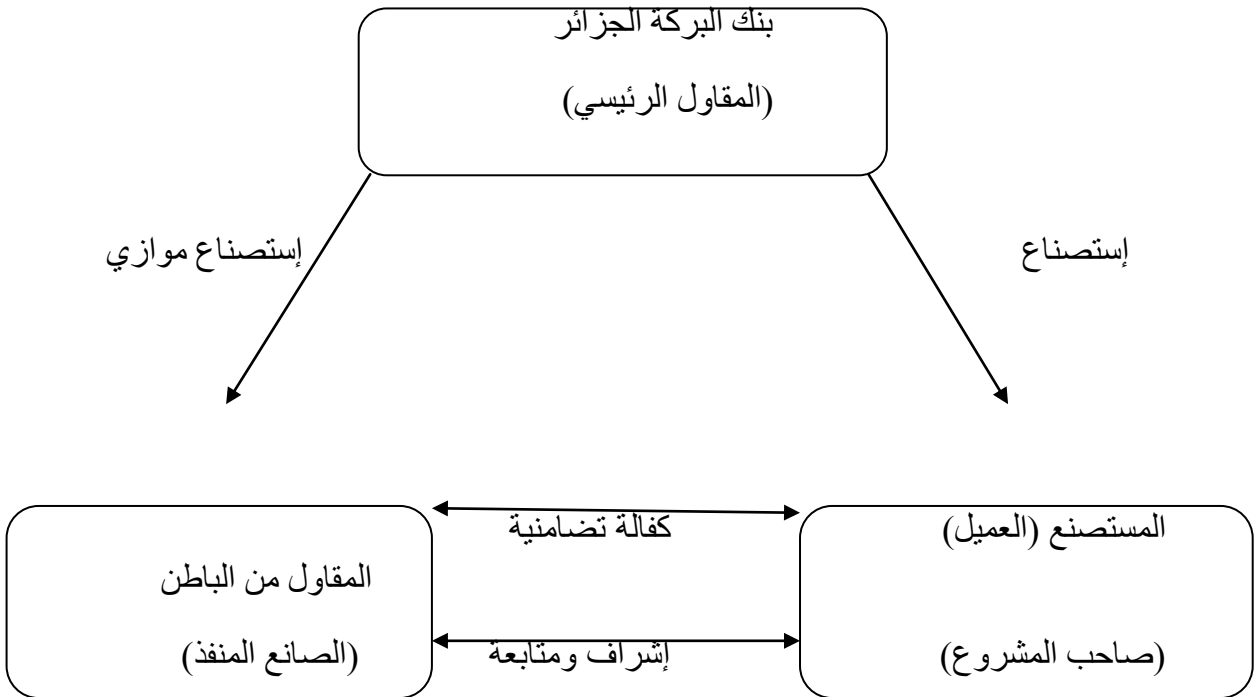 بنك البركة الجزائر
(المقاول الرئيسي)
إستصناع
إستصناع موازي
المستصنع (العميل)
(صاحب المشروع)
كفالة تضامنية
إشراف ومتابعة
المقاول من الباطن
(الصانع المنفذ)